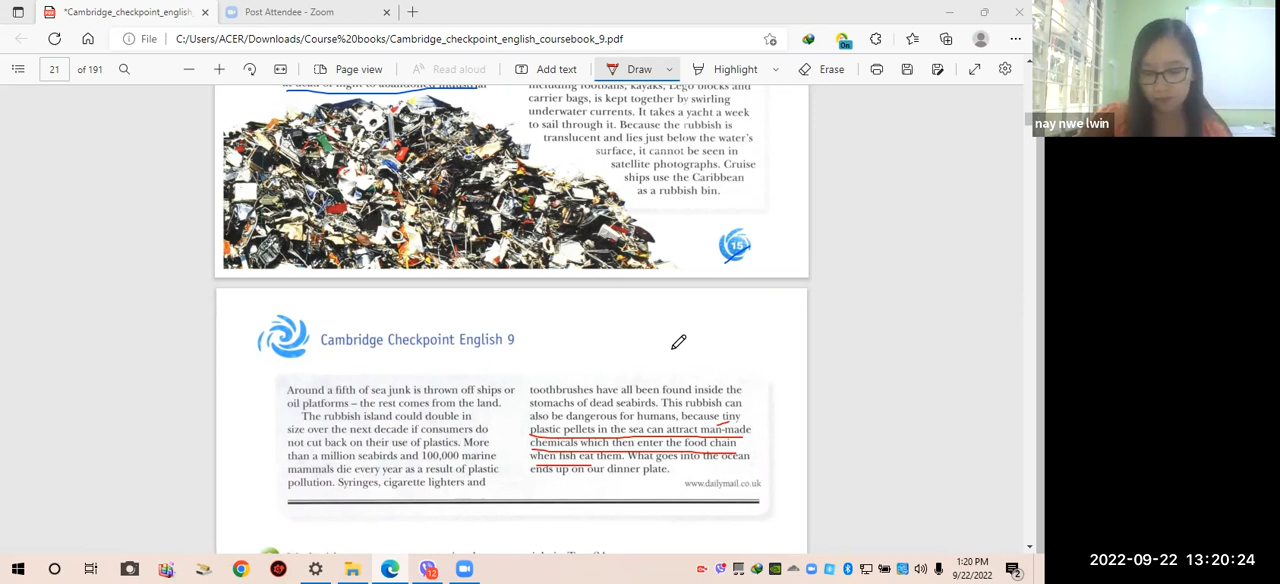 *Cambridge_checkpoint_english
Post Attendee - Zoom
File
C:/Users/ACER/Downloads/Course%20books/Cambridge_checkpoint_english_coursebook_9.pdf
On
21
of 191
Page view
Read aloud
Add text
Draw
Highlight
Erase
nay nwe lwin
at dead of night to abandoned industrial
including footballs, kayaks, Lego blocks and
carrier bags, is kept together by swirling
underwater currents. It takes a yacht a week
to sail through it. Because the rubbish is
translucent and lies just below the water's
surface, it cannot be seen in
satellite photographs. Cruise
ships use the Caribbean
as a rubbish bin.
15
Cambridge Checkpoint English 9
Around a fifth of sea junk is thrown off ships or
oil platforms – the rest comes from the land.
The rubbish island could double in
size over the next decade if consumers do
not cut back on their use of plastics. More
than a million seabirds and 100,000 marine
mammals die every year as a result of plastic
pollution. Syringes, cigarette lighters and
toothbrushes have all been found inside the
stomachs of dead seabirds. This rubbish can
also be dangerous for humans, because tiny
plastic pellets in the sea can attract man-made
chemicals which then enter the food chain
when fish eat them. What goes into the ocean
ends up on our dinner plate.
www.dailymail.co.uk
12
1:20 PM
9/22/2022
2
2022-09-22 13:20:24